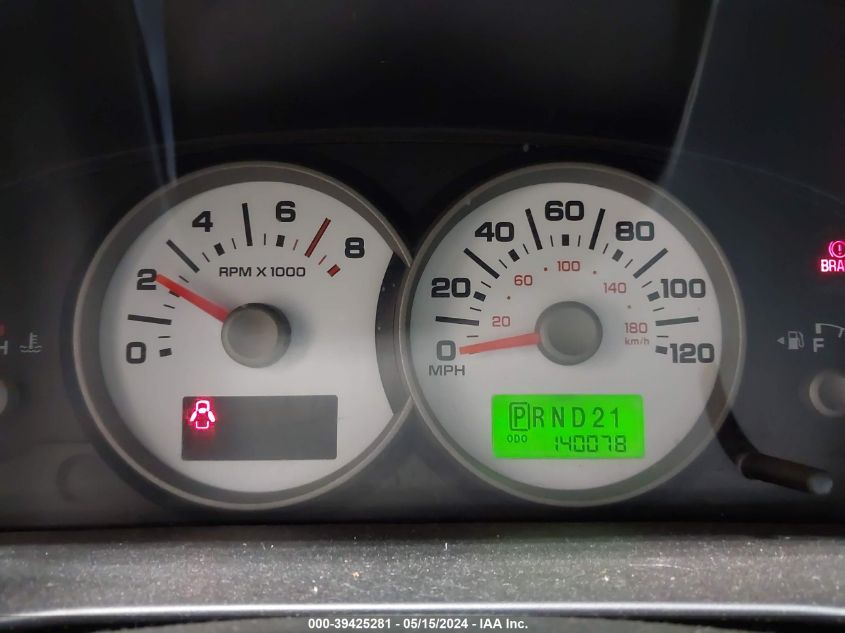 0 2 4 6 8
RPM X 1000
0 20 40 60 80 100 120
MPH
20 60 100 140 180
km/h
BRA
H
F
PRND21
ODO 140078
000-39425281 - 05/15/2024 - IAA Inc.